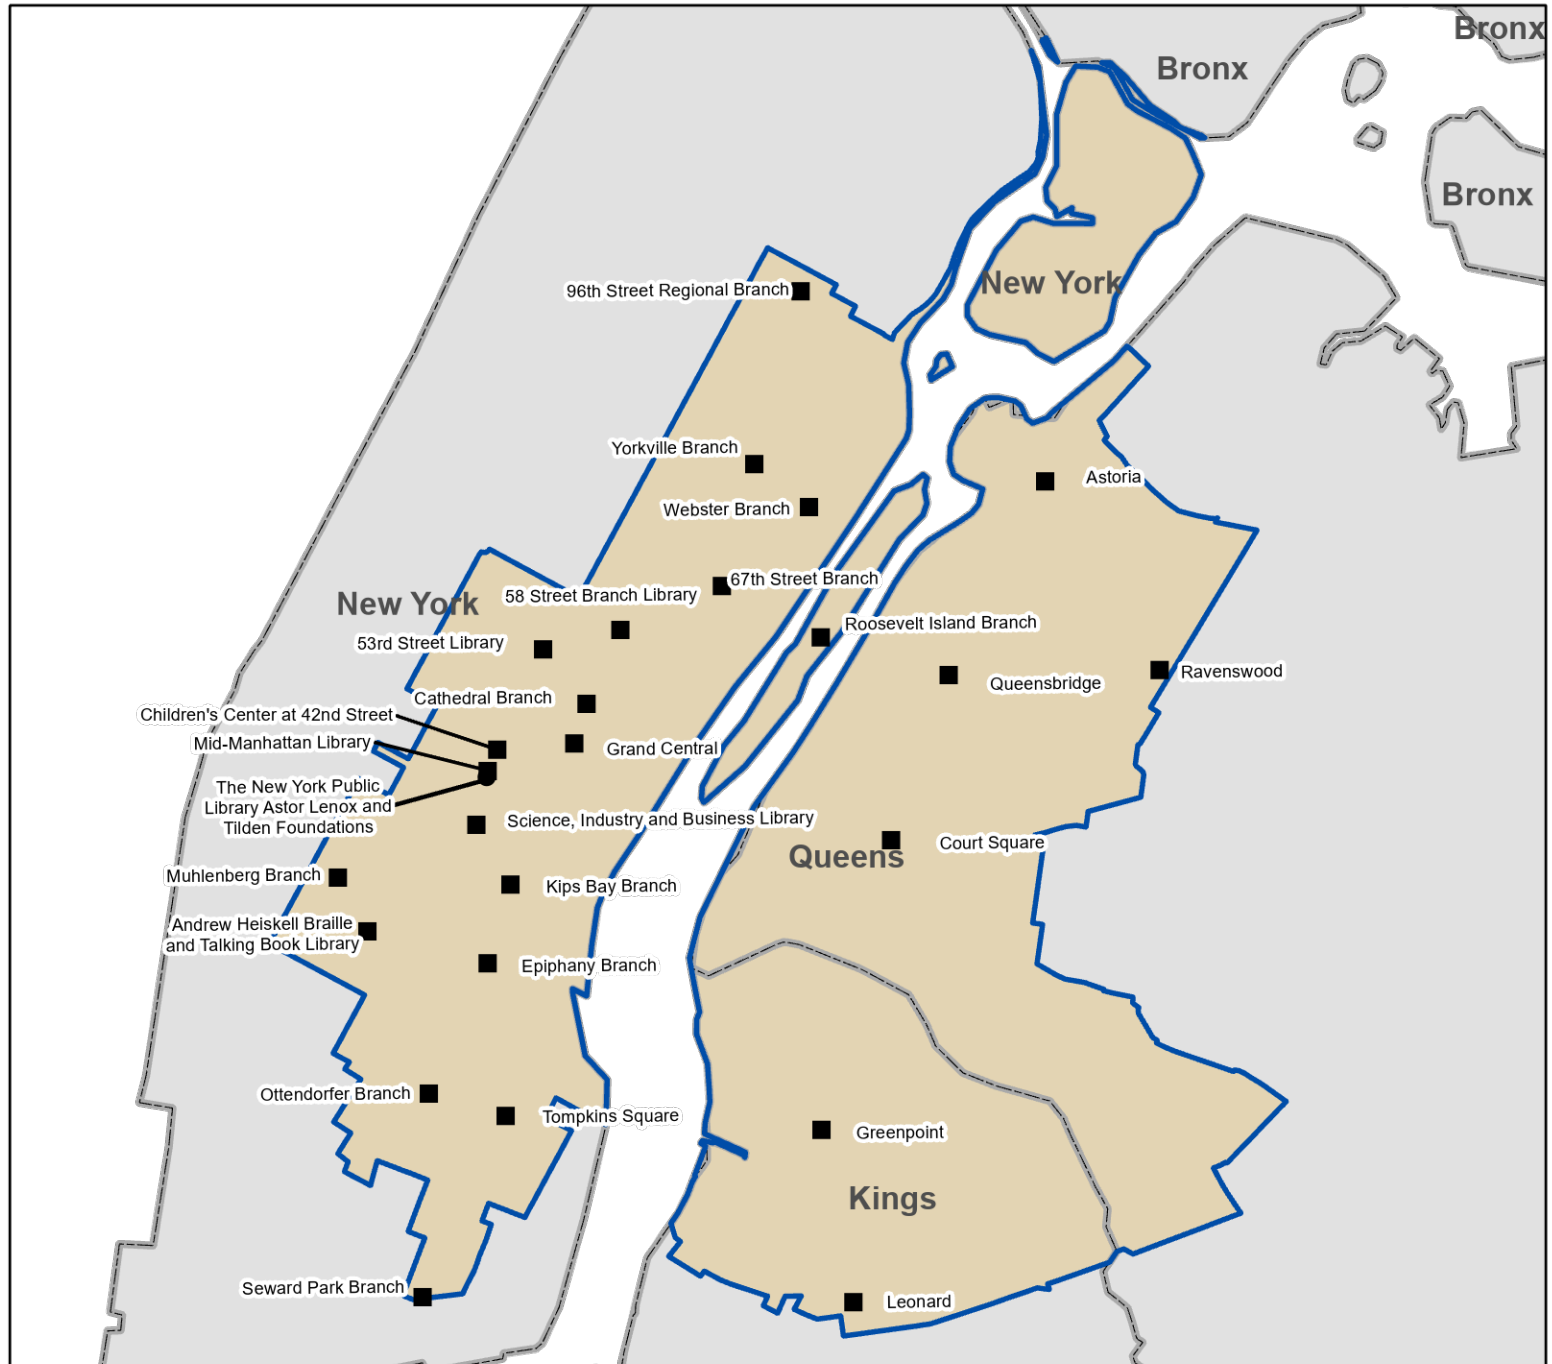 Bronx
Bronx
Bronx
New York
96th Street Regional Branch
Yorkville Branch
Astoria
Webster Branch
67th Street Branch
58 Street Branch Library
New York
Roosevelt Island Branch
53rd Street Library
Ravenswood
Queensbridge
Cathedral Branch
Children's Center at 42nd Street
Mid-Manhattan Library
Grand Central
The New York Public
Library Astor Lenox and
Tilden Foundations
Science, Industry and Business Library
Court Square
Queens
Muhlenberg Branch
Kips Bay Branch
Andrew Heiskell Braille
and Talking Book Library
Epiphany Branch
Ottendorfer Branch
Tompkins Square
Greenpoint
Kings
Seward Park Branch
Leonard